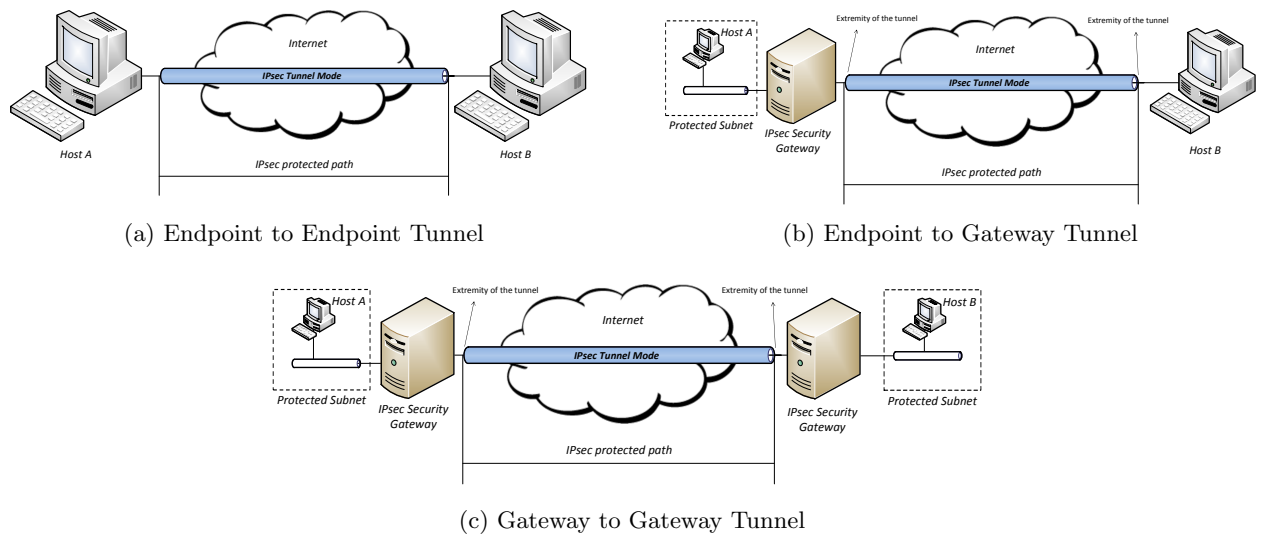 Internet
IPsec Tunnel Mode
Host A
Host B
IPsec protected path
(a) Endpoint to Endpoint Tunnel
Extremity of the tunnel
Extremity of the tunnel
Host A
Internet
IPsec Tunnel Mode
Protected Subnet
IPsec Security
Gateway
Host B
IPsec protected path
(b) Endpoint to Gateway Tunnel
Extremity of the tunnel
Extremity of the tunnel
Host A
Host B
Internet
IPsec Tunnel Mode
Protected Subnet
IPsec Security
Gateway
IPsec Security
Gateway
Protected Subnet
IPsec protected path
(c) Gateway to Gateway Tunnel